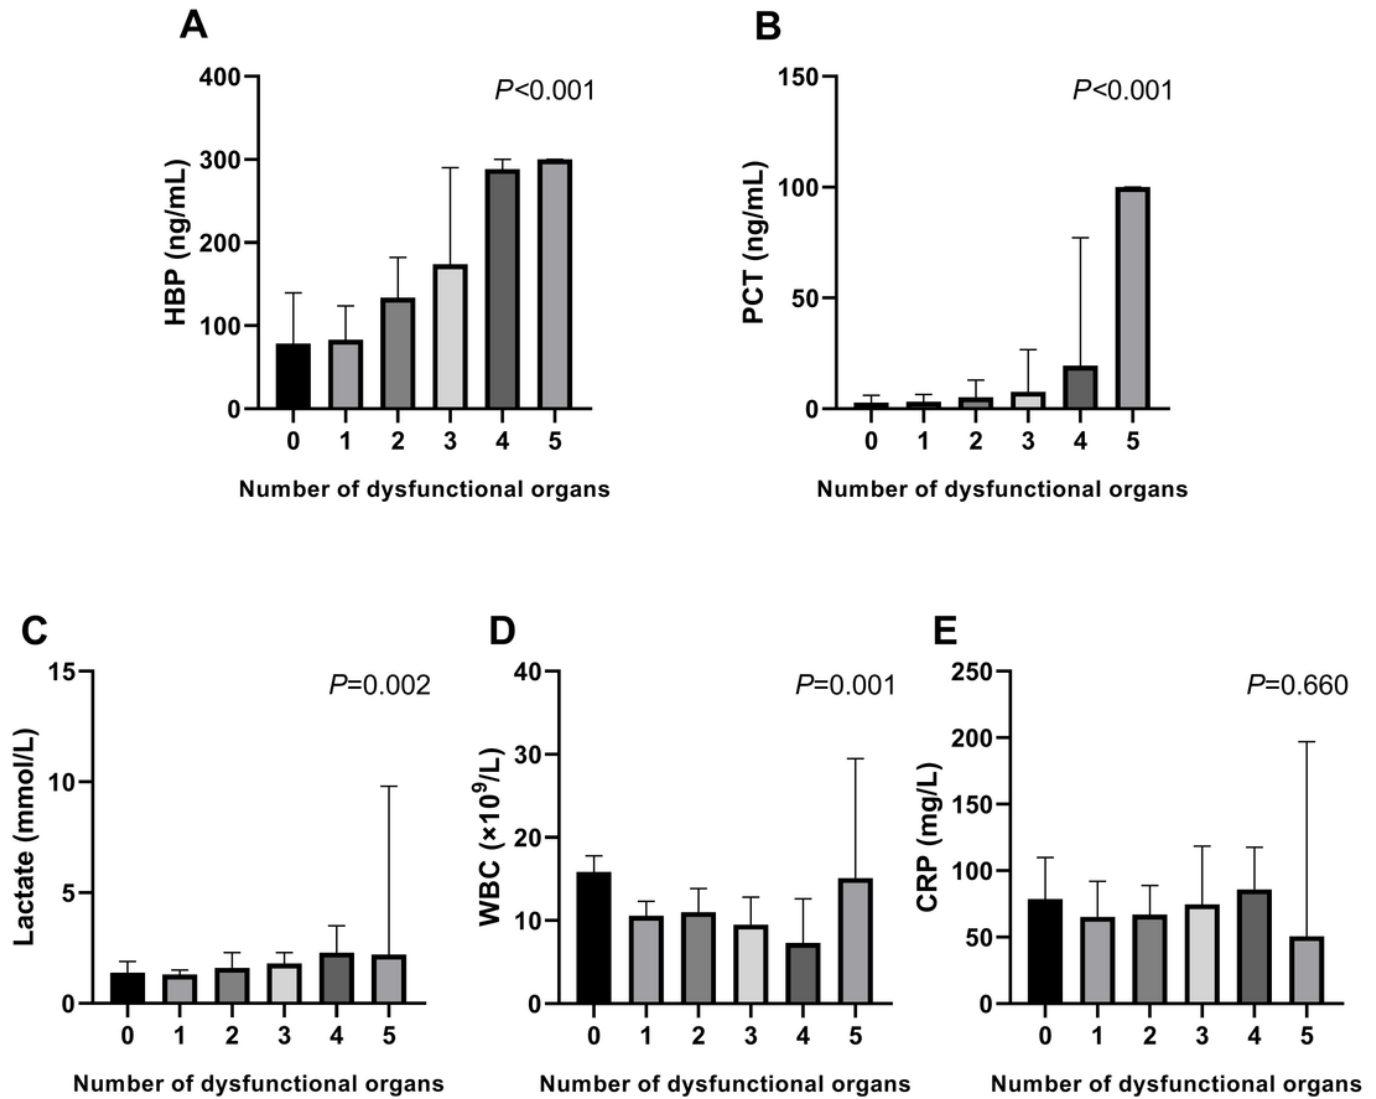 A
B
400
300
200
100
0
HBP (ng/mL)
P<0.001
0 1 2 3 4 5
Number of dysfunctional organs
150
100
50
0
PCT (ng/mL)
P<0.001
0 1 2 3 4 5
Number of dysfunctional organs
C
D
E
15
10
5
0
Lactate (mmol/L)
P=0.002
0 1 2 3 4 5
Number of dysfunctional organs
40
30
20
10
0
WBC (×10⁹/L)
P=0.001
0 1 2 3 4 5
Number of dysfunctional organs
250
200
150
100
50
0
CRP (mg/L)
P=0.660
0 1 2 3 4 5
Number of dysfunctional organs